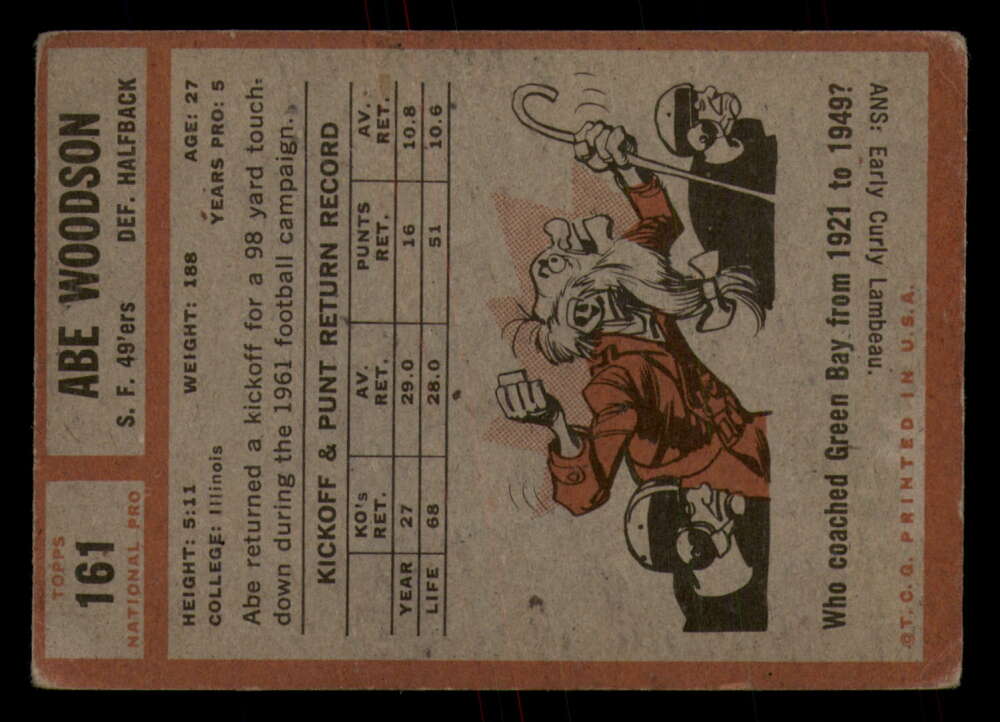 TOPPS
161
NATIONAL PRO
ABE WOODSON
S. F. 49'ers DEF. HALFBACK
HEIGHT: 5:11 WEIGHT: 188 AGE: 27
COLLEGE: Illinois YEARS PRO: 5
Abe returned a kickoff for a 98 yard touch-
down during the 1961 football campaign.
KICKOFF & PUNT RETURN RECORD
KO's RET. AV. RET. PUNTS RET. AV. RET.
YEAR 27 29.0 16 10.8
LIFE 68 28.0 51 10.6
Who coached Green Bay from 1921 to 1949?
ANS: Early Curly Lambeau.
©T. C. G. PRINTED IN U.S.A.